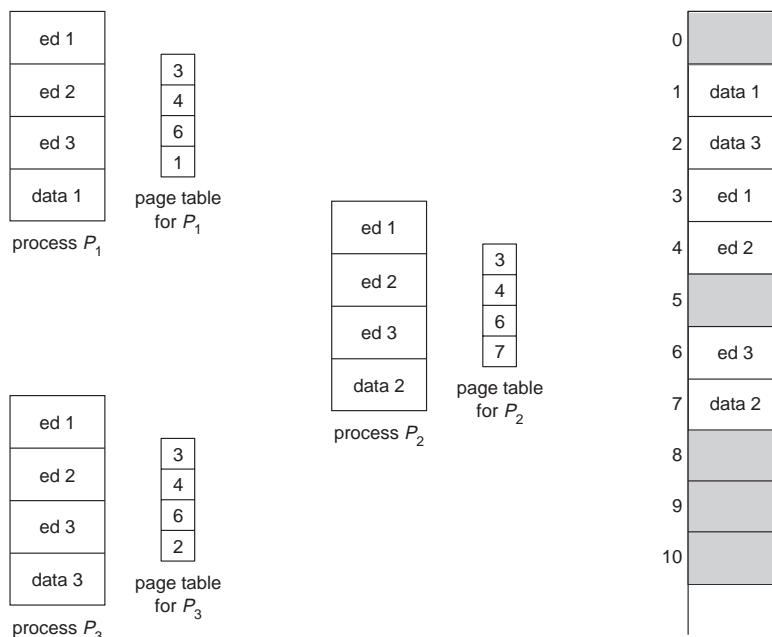 ed 1
ed 2
ed 3
data 1
process P1
3
4
6
1
page table
for P1
ed 1
ed 2
ed 3
data 2
process P2
3
4
6
7
page table
for P2
ed 1
ed 2
ed 3
data 3
process P3
3
4
6
2
page table
for P3
0
1 data 1
2 data 3
3 ed 1
4 ed 2
5
6 ed 3
7 data 2
8
9
10